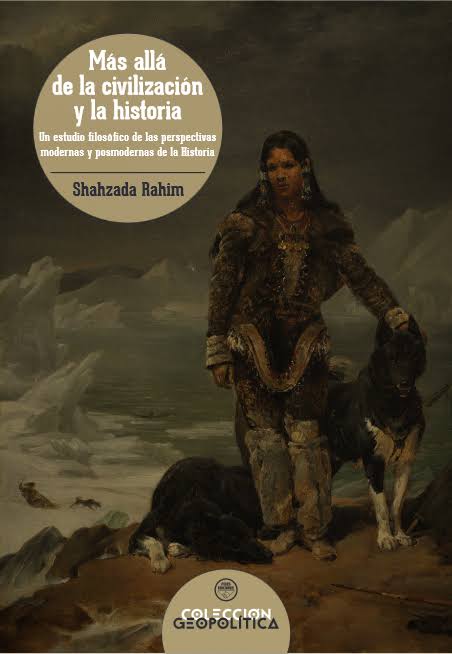 Más allá
de la civilización
y la historia
Un estudio filosófico de las perspectivas
modernas y posmodernas de la Historia
Shahzada Rahim
COLECCIÓN
GEOPOLÍTICA